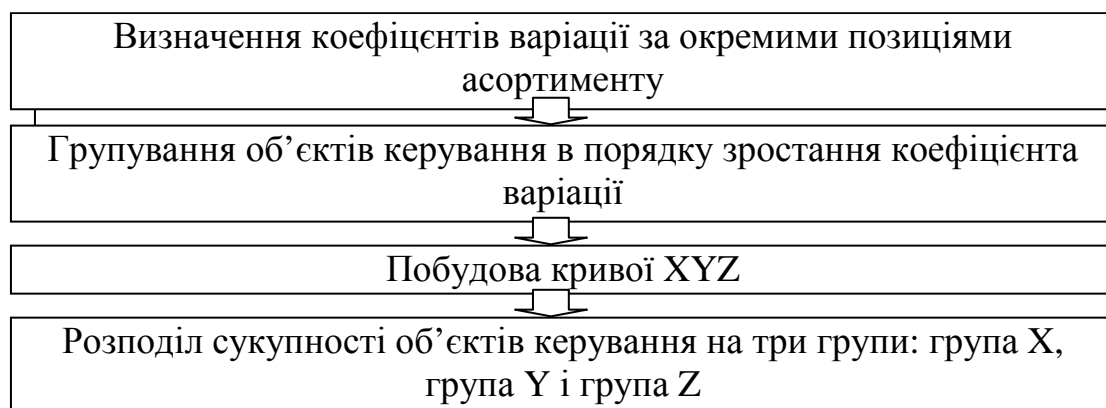 Визначення коефіцєнтів варіації за окремими позиціями
асортименту
Групування об’єктів керування в порядку зростання коефіцієнта
варіації
Побудова кривої XYZ
Розподіл сукупності об’єктів керування на три групи: група X,
група Y і група Z